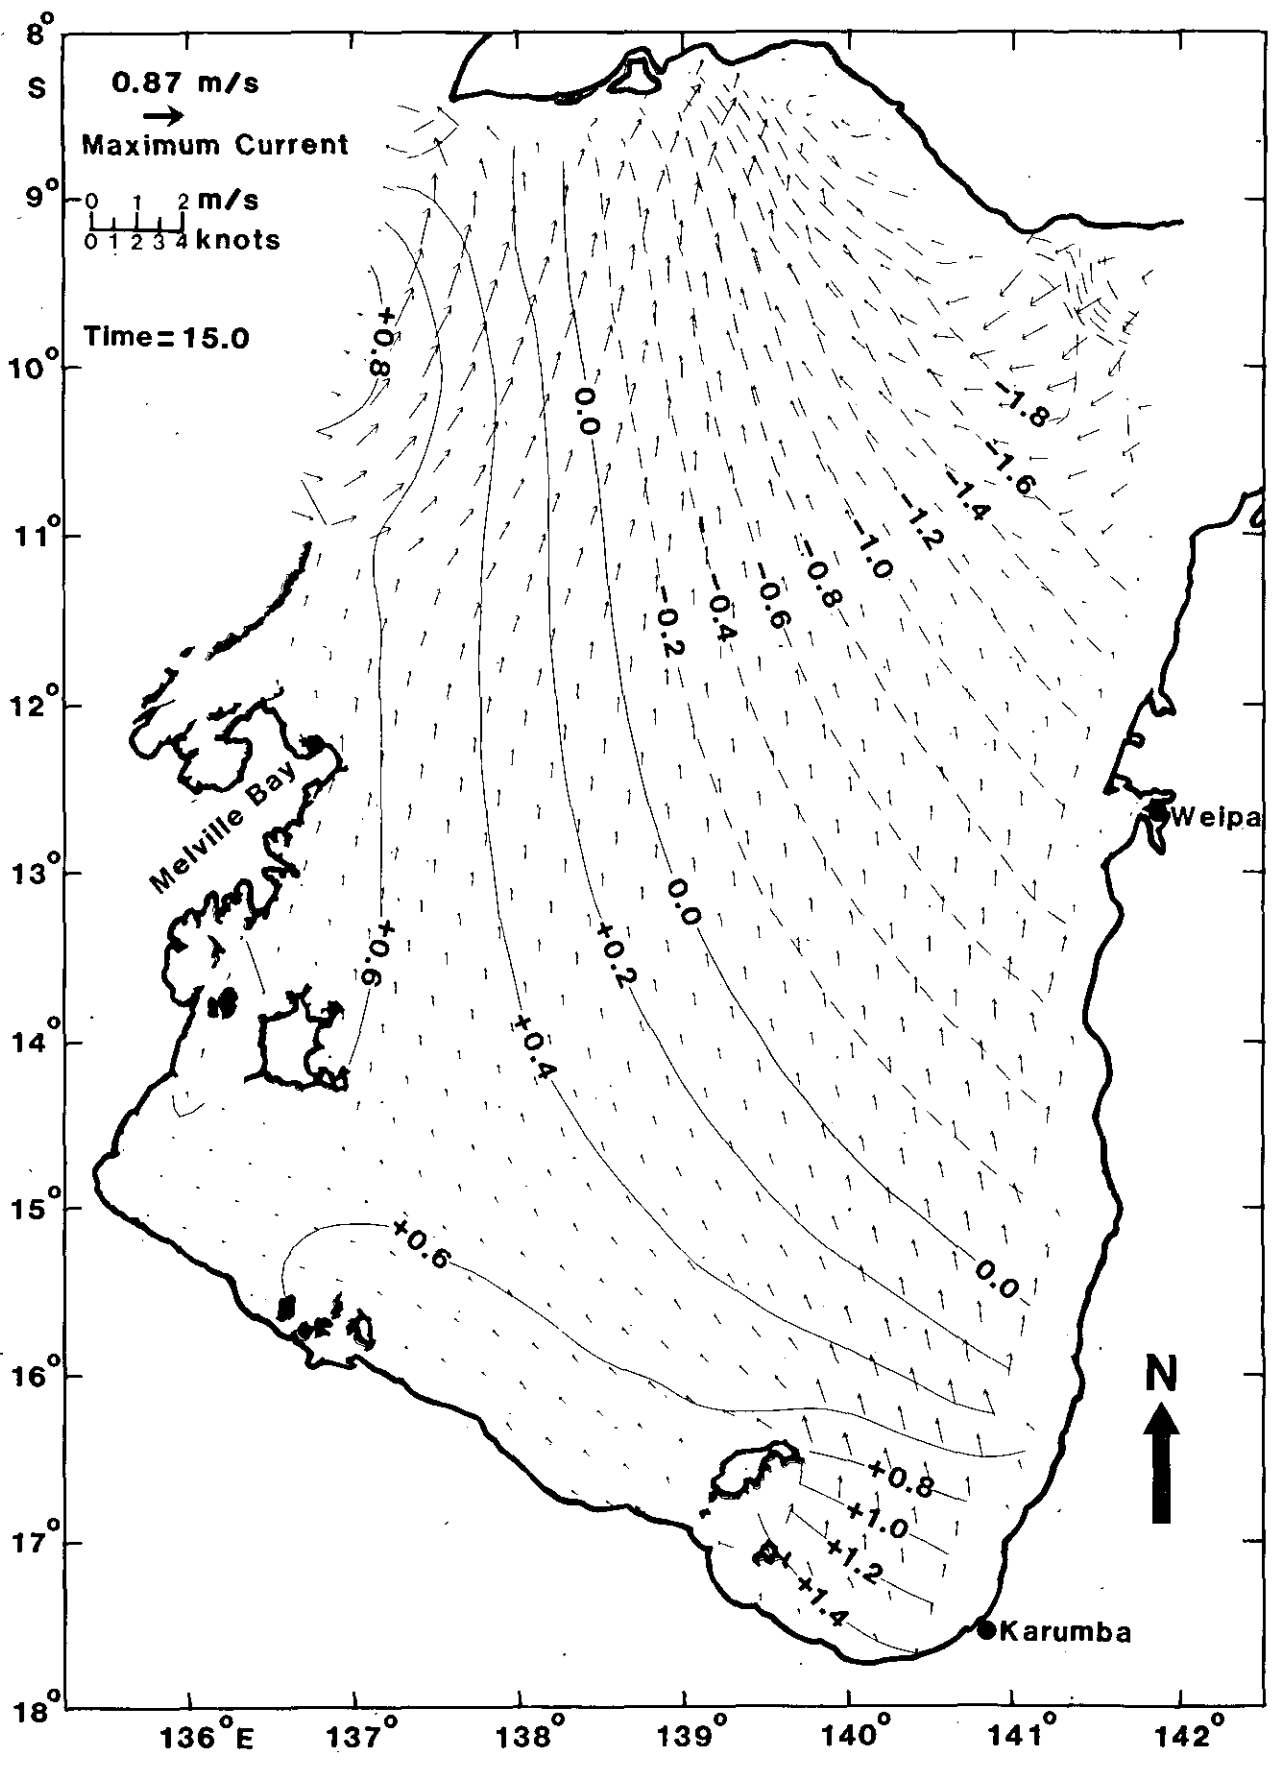 8°
S
0.87 m/s
Maximum Current
0 1 2 m/s
0 1 2 3 4 knots
9°
Time=15.0
+0.8
10°
0.0
-1.8
-1.6
-1.4
-1.2
-1.0
-0.8
-0.6
-0.4
-0.2
11°
12°
Melville Bay
Weipa
13°
0.0
+0.2
+0.6
14°
+0.4
15°
+0.6
0.0
16°
N
+0.8
+1.0
+1.2
+1.4
17°
Karumba
18°
136°E 137° 138° 139° 140° 141° 142°